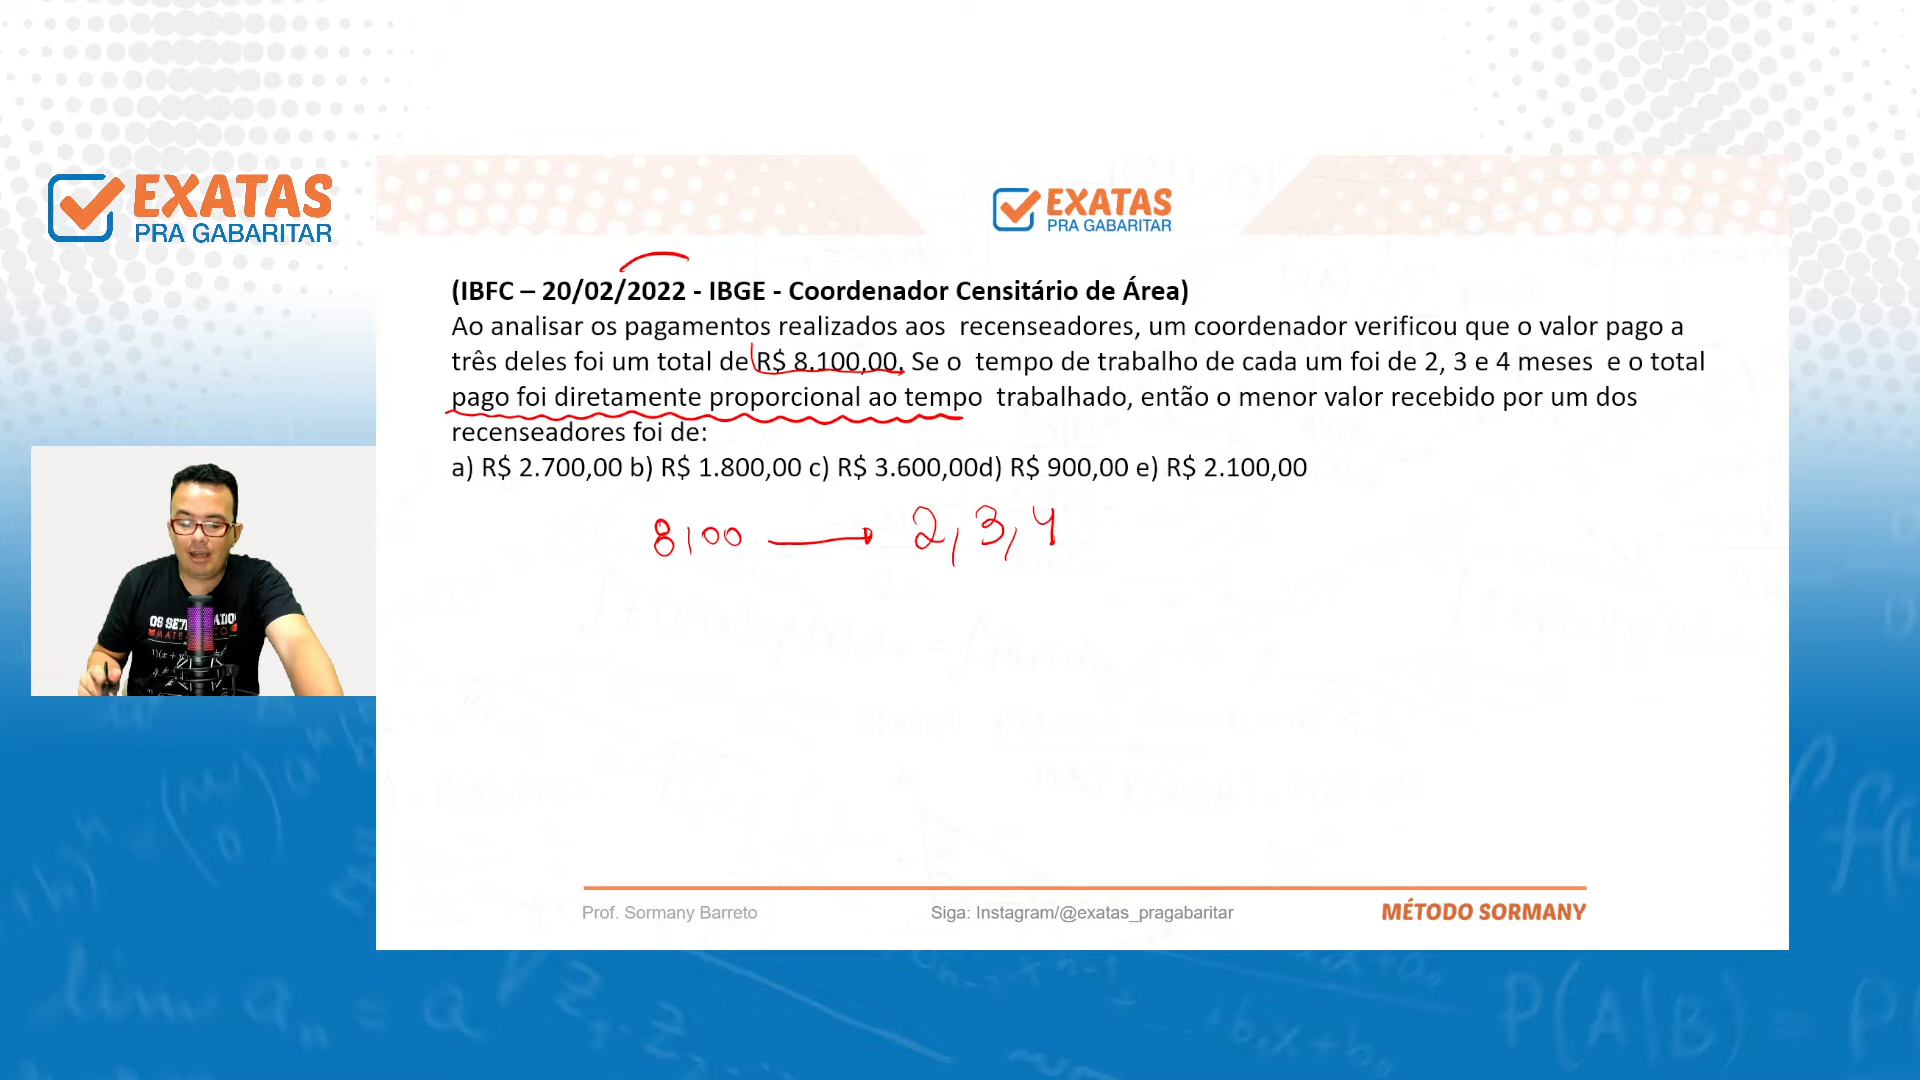 EXATAS
PRA GABARITAR
EXATAS
PRA GABARITAR
(IBFC – 20/02/2022 - IBGE - Coordenador Censitário de Área)
Ao analisar os pagamentos realizados aos recenseadores, um coordenador verificou que o valor pago a
três deles foi um total de R$ 8.100,00. Se o tempo de trabalho de cada um foi de 2, 3 e 4 meses e o total
pago foi diretamente proporcional ao tempo trabalhado, então o menor valor recebido por um dos
recenseadores foi de:
a) R$ 2.700,00 b) R$ 1.800,00 c) R$ 3.600,00d) R$ 900,00 e) R$ 2.100,00
8100 → 2, 3, 4
Prof. Sormany Barreto
Siga: Instagram/@exatas_pragabaritar
MÉTODO SORMANY